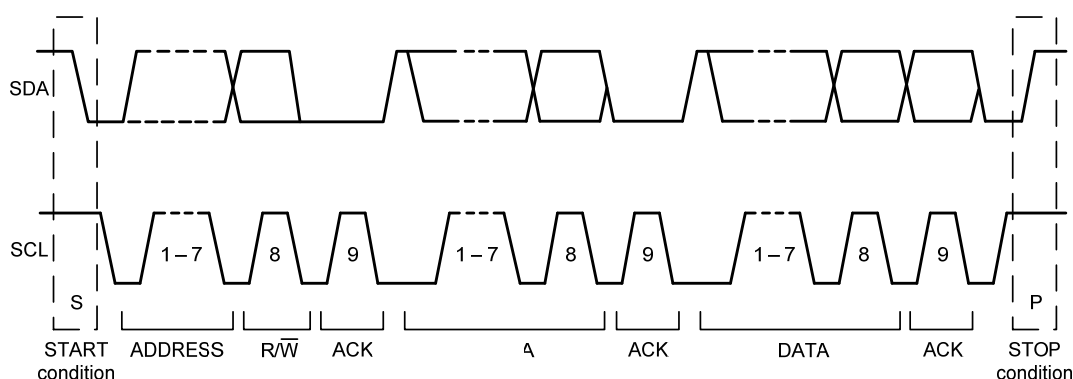 SDA
SCL
1 – 7 8 9 1 – 7 8 9 1 – 7 8 9
S P
START ADDRESS R/W̅ ACK A ACK DATA ACK STOP
condition condition